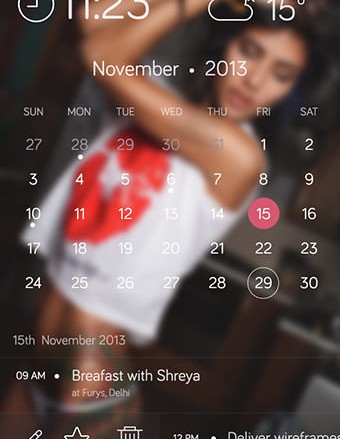 11:23
15°
November • 2013
SUN MON TUE WED THU FRI SAT
27 28 29 30 31 1 2
3 4 5 6 7 8 9
10 11 12 13 14 15 16
17 18 19 20 21 22 23
24 25 26 27 28 29 30
15th November 2013
09 AM • Breafast with Shreya
at Furys, Delhi
12 PM • Deliver wireframes